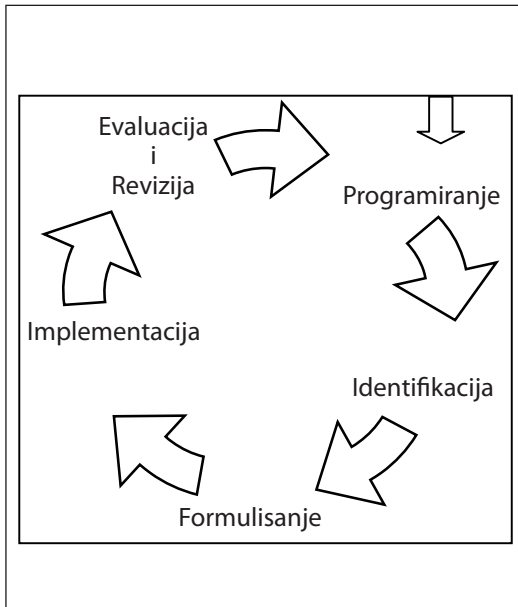 Evaluacija
i
Revizija
Programiranje
Implementacija
Identifikacija
Formulisanje